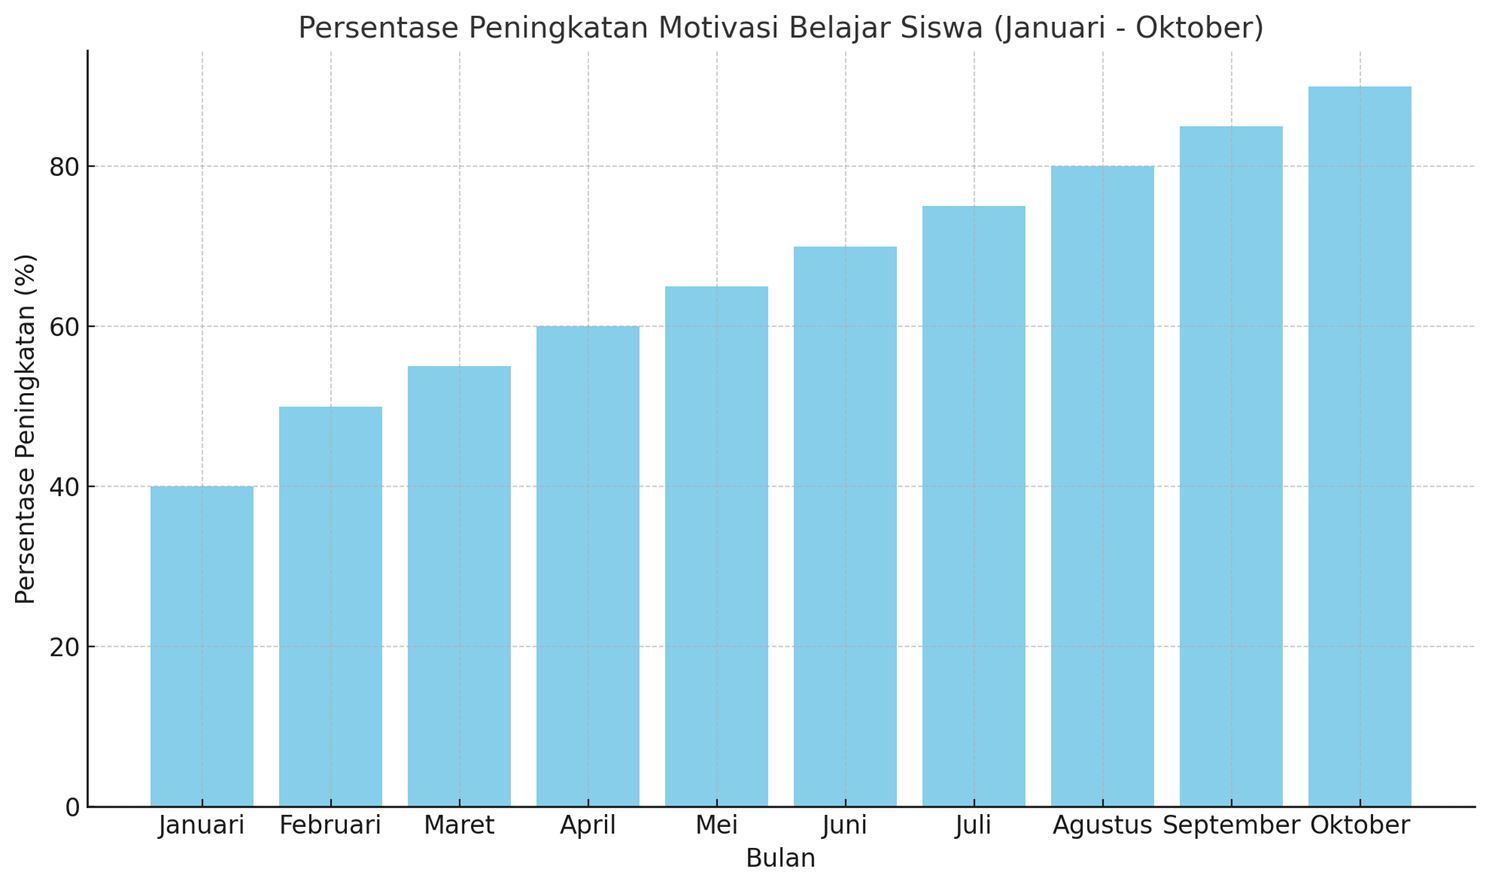 Persentase Peningkatan Motivasi Belajar Siswa (Januari - Oktober)
Persentase Peningkatan (%)
80
60
40
20
0
Januari Februari Maret April Mei Juni Juli Agustus September Oktober
Bulan